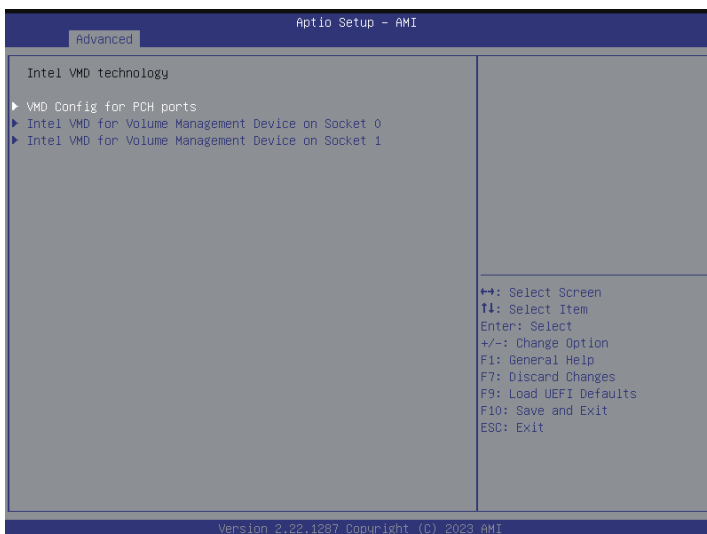 Aptio Setup – AMI
Advanced
Intel VMD technology
▶ VMD Config for PCH ports
▶ Intel VMD for Volume Management Device on Socket 0
▶ Intel VMD for Volume Management Device on Socket 1
↔: Select Screen
↑↓: Select Item
Enter: Select
+/-: Change Option
F1: General Help
F7: Discard Changes
F9: Load UEFI Defaults
F10: Save and Exit
ESC: Exit
Version 2.22.1287 Copyright (C) 2023 AMI